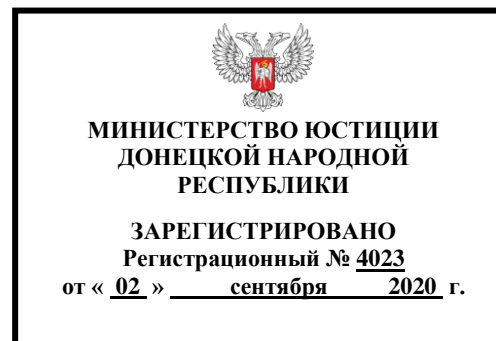 МИНИСТЕРСТВО ЮСТИЦИИ
ДОНЕЦКОЙ НАРОДНОЙ
РЕСПУБЛИКИ
ЗАРЕГИСТРИРОВАНО
Регистрационный № 4023
от « 02 » сентября 2020 г.